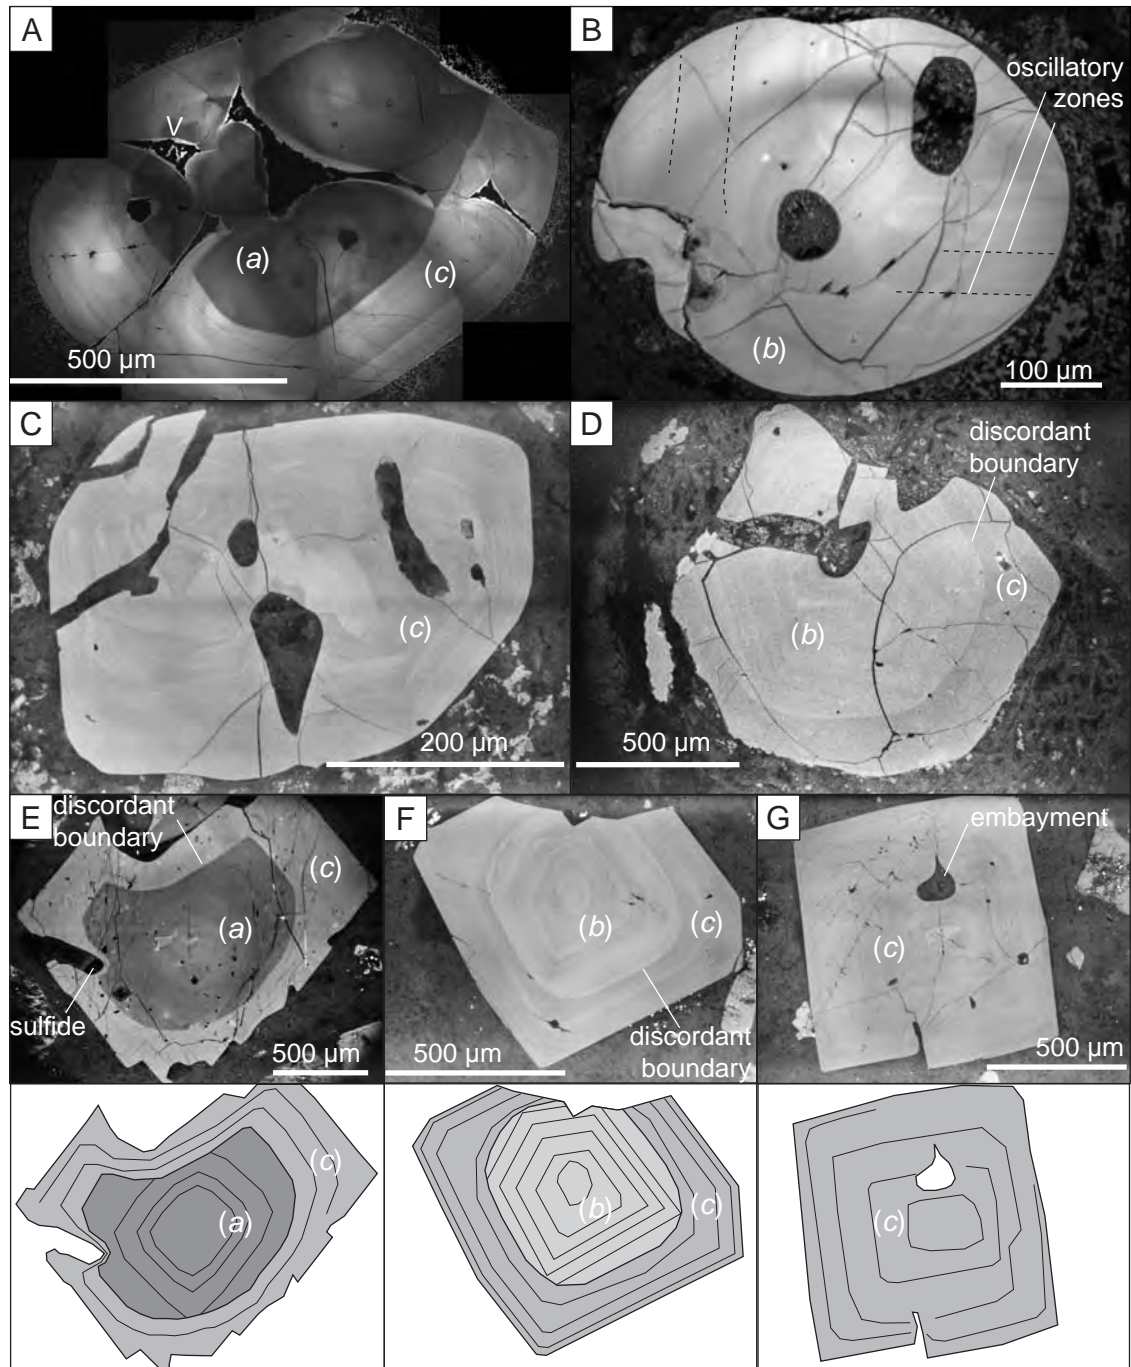 A
V
(a)
(c)
500 µm
B
oscillatory
zones
(b)
100 µm
C
(c)
200 µm
D
discordant
boundary
(c)
(b)
500 µm
E
discordant
boundary
(c)
(a)
sulfide
500 µm
F
(b)
(c)
500 µm
discordant
boundary
G
embayment
(c)
500 µm
(c)
(a)
(b)
(c)
(c)